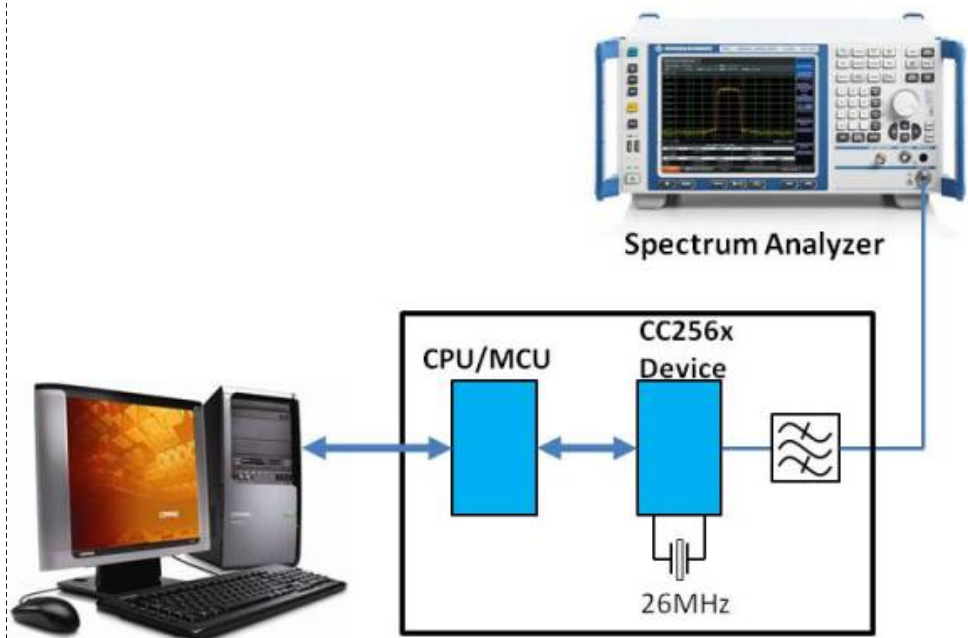 Spectrum Analyzer
CC256x
Device
CPU/MCU
26MHz